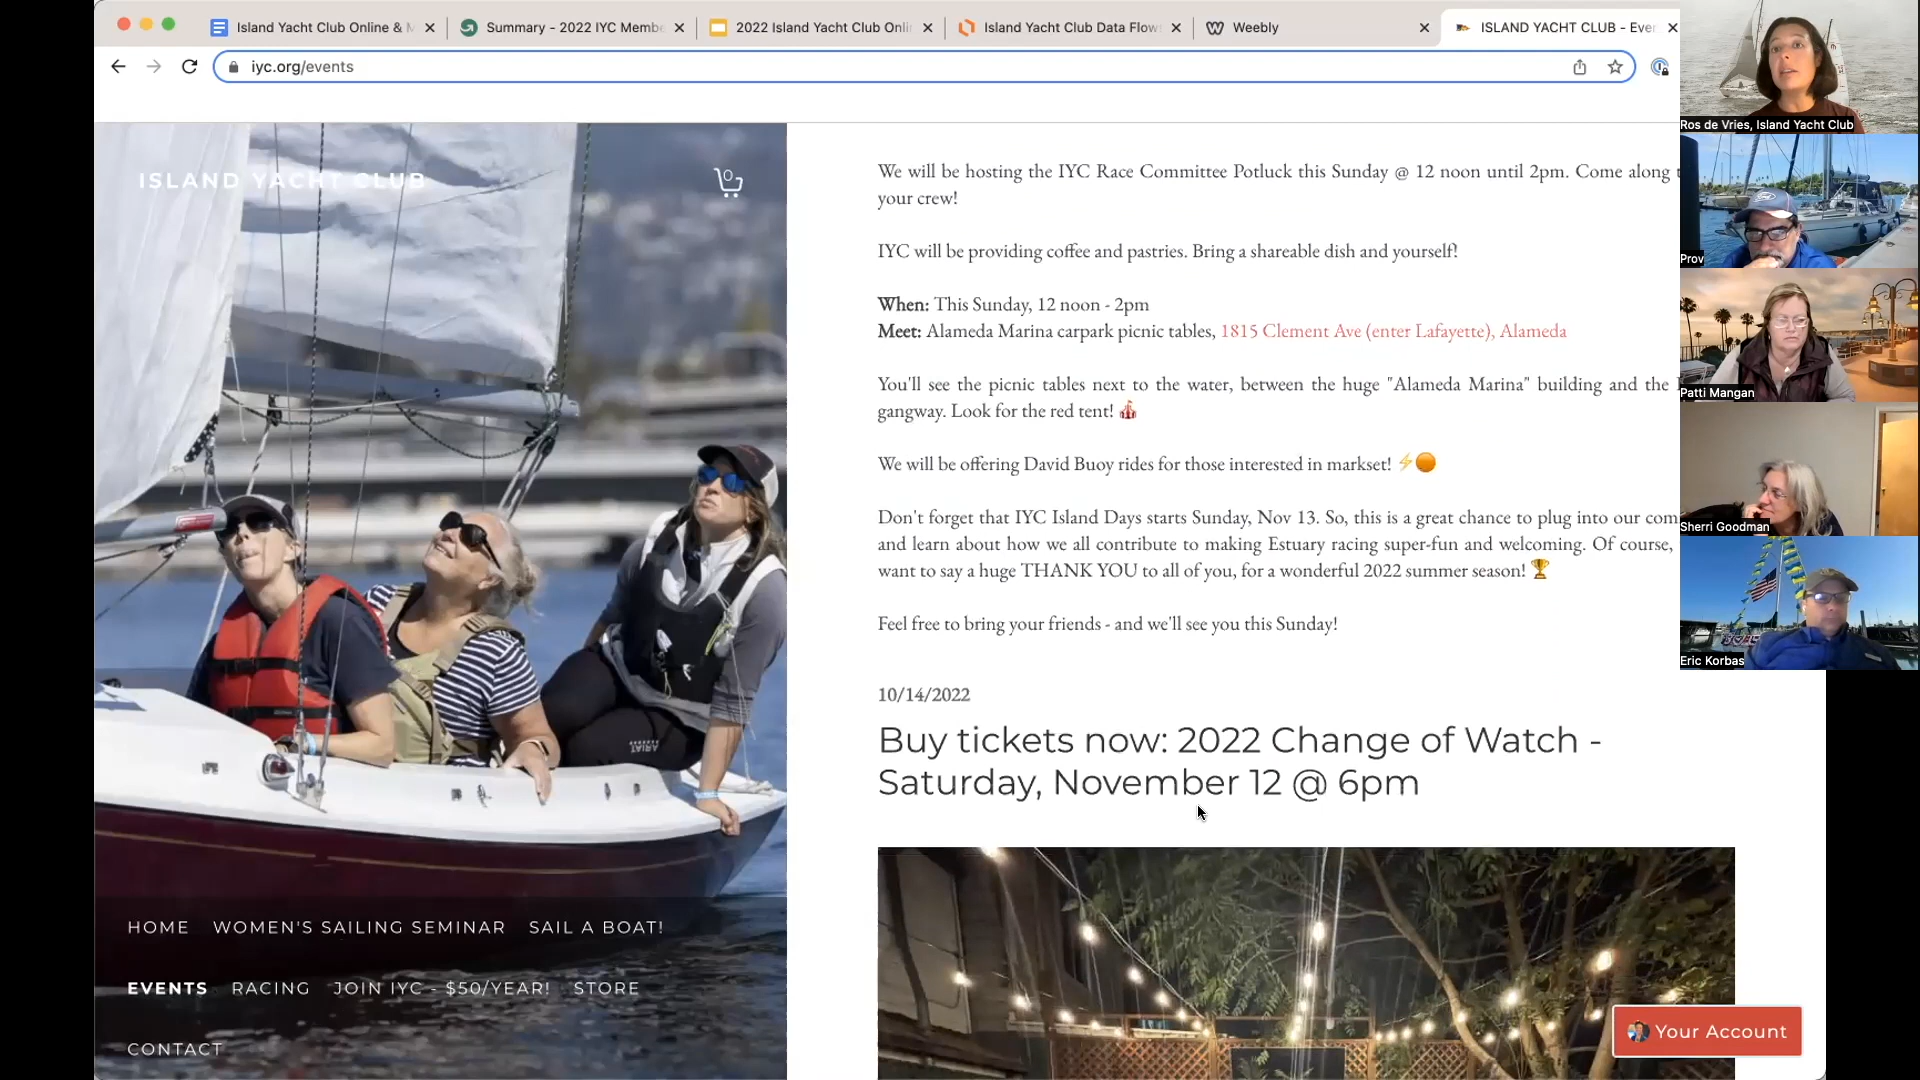 Island Yacht Club Online & M
Summary - 2022 IYC Membe
2022 Island Yacht Club Onli
Island Yacht Club Data Flow
Weebly
ISLAND YACHT CLUB - Even
iyc.org/events
ISLAND YACHT CLUB
0
We will be hosting the IYC Race Committee Potluck this Sunday @ 12 noon until 2pm. Come along
your crew!
IYC will be providing coffee and pastries. Bring a shareable dish and yourself!
When: This Sunday, 12 noon - 2pm
Meet: Alameda Marina carpark picnic tables, 1815 Clement Ave (enter Lafayette), Alameda
You'll see the picnic tables next to the water, between the huge "Alameda Marina" building and the
gangway. Look for the red tent! 🎪
We will be offering David Buoy rides for those interested in markset! ⚡🟠
Don't forget that IYC Island Days starts Sunday, Nov 13. So, this is a great chance to plug into our com
and learn about how we all contribute to making Estuary racing super-fun and welcoming. Of course,
want to say a huge THANK YOU to all of you, for a wonderful 2022 summer season! 🏆
Feel free to bring your friends - and we'll see you this Sunday!
10/14/2022
Buy tickets now: 2022 Change of Watch -
Saturday, November 12 @ 6pm
HOME WOMEN'S SAILING SEMINAR SAIL A BOAT!
EVENTS RACING JOIN IYC - $50/YEAR! STORE
CONTACT
Your Account
Ros de Vries, Island Yacht Club
Prov
Patti Mangan
Sherri Goodman
Eric Korbas